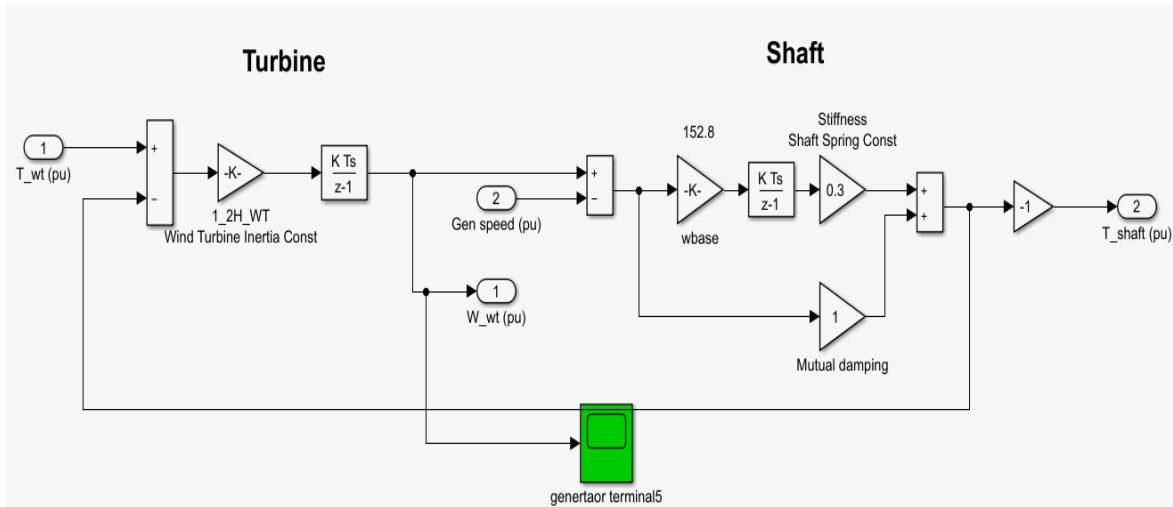 Turbine
Shaft
1
T_wt (pu)
+
−
-K-
1_2H_WT
Wind Turbine Inertia Const
K Ts
z-1
2
Gen speed (pu)
1
W_wt (pu)
+
−
152.8
-K-
wbase
K Ts
z-1
Stiffness
Shaft Spring Const
0.3
1
Mutual damping
+
+
-1
2
T_shaft (pu)
genertaor terminal5